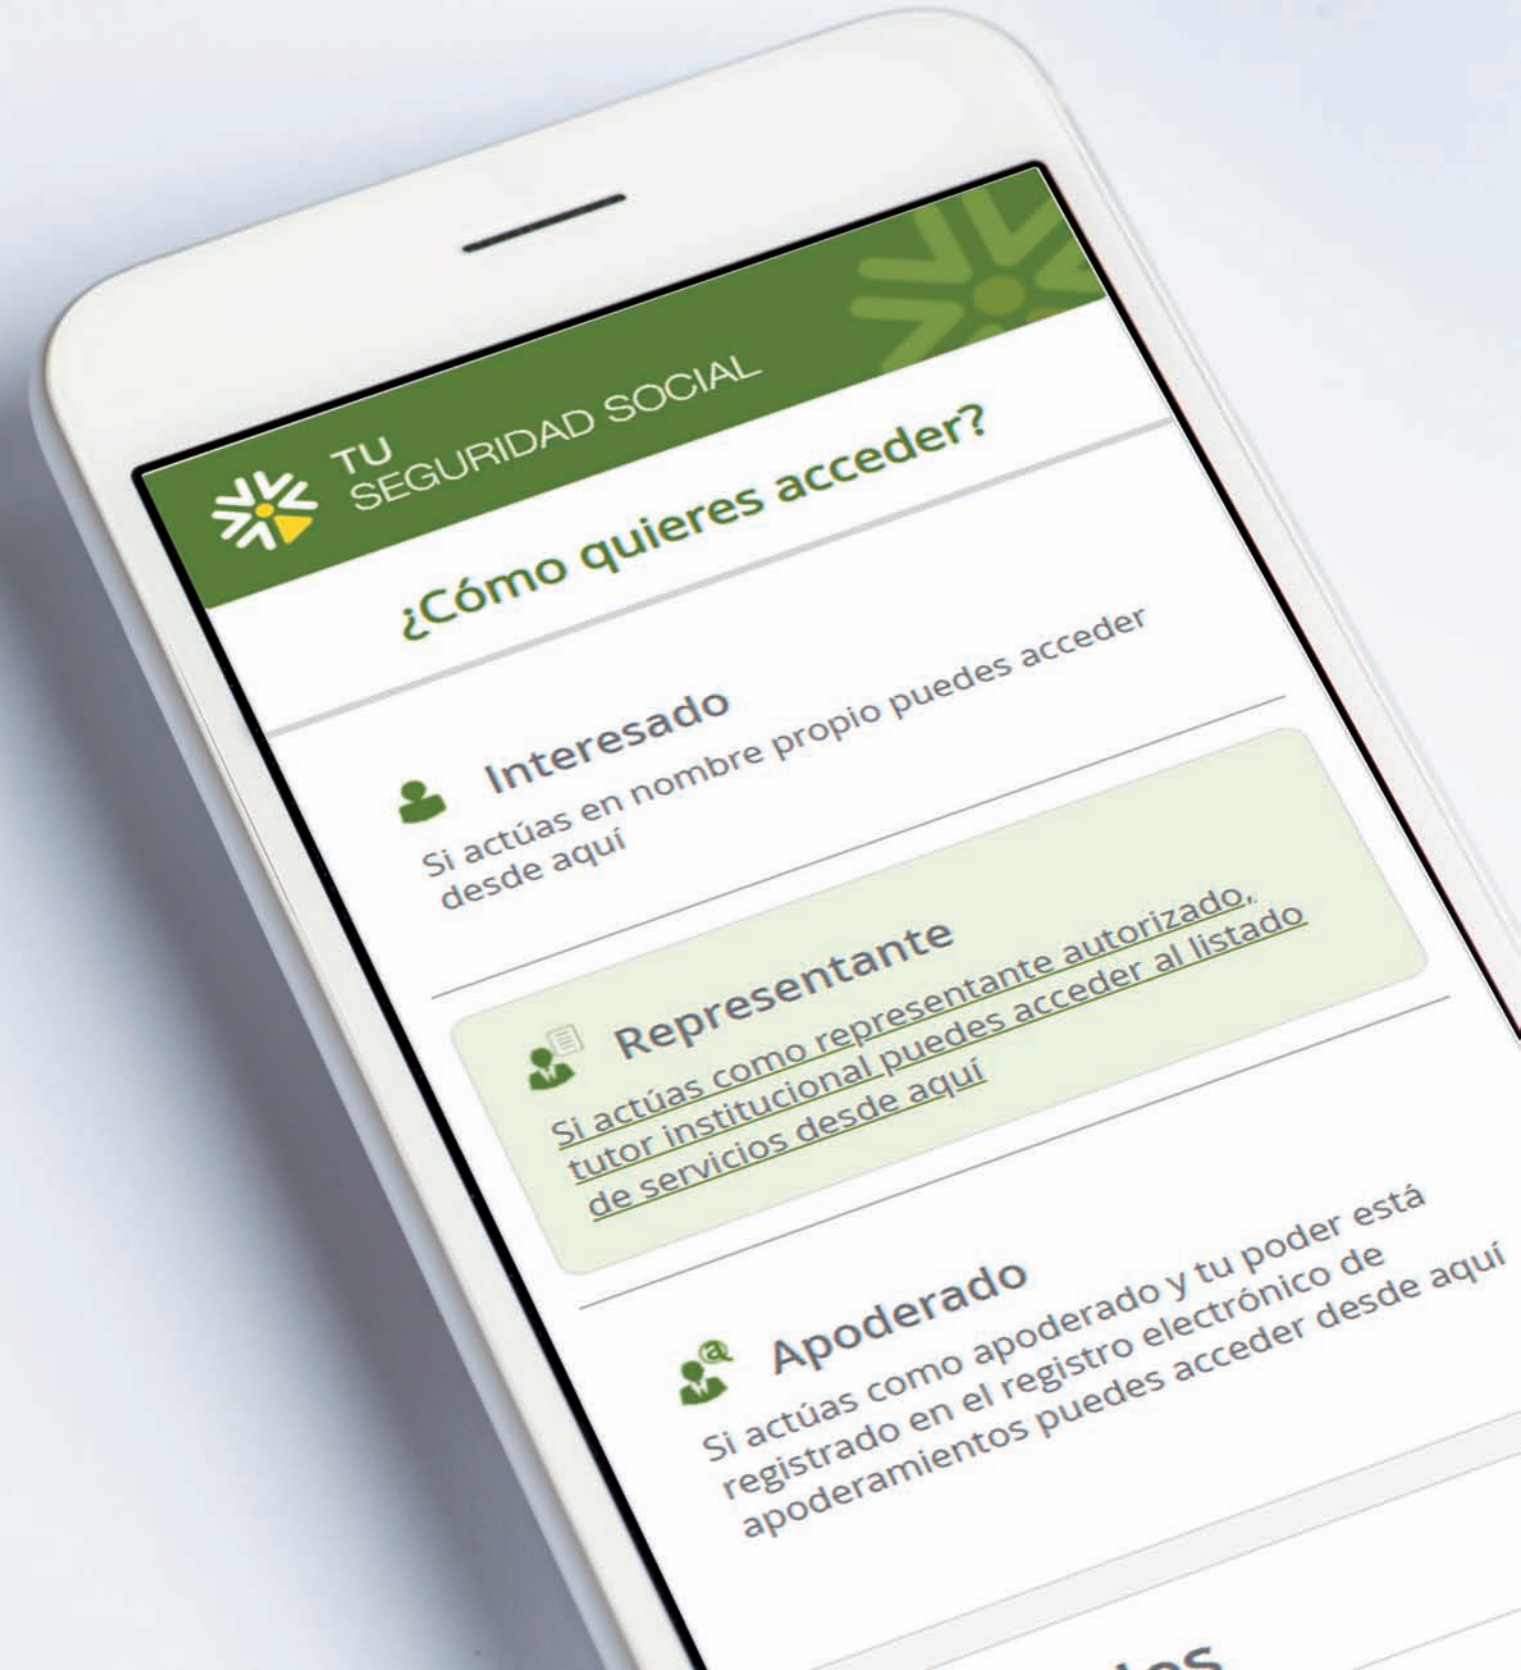 TU
SEGURIDAD SOCIAL
¿Cómo quieres acceder?
Interesado
Si actúas en nombre propio puedes acceder
desde aquí
Representante
Si actúas como representante autorizado,
tutor institucional puedes acceder al listado
de servicios desde aquí
Apoderado
Si actúas como apoderado y tu poder está
registrado en el registro electrónico de
apoderamientos puedes acceder desde aquí